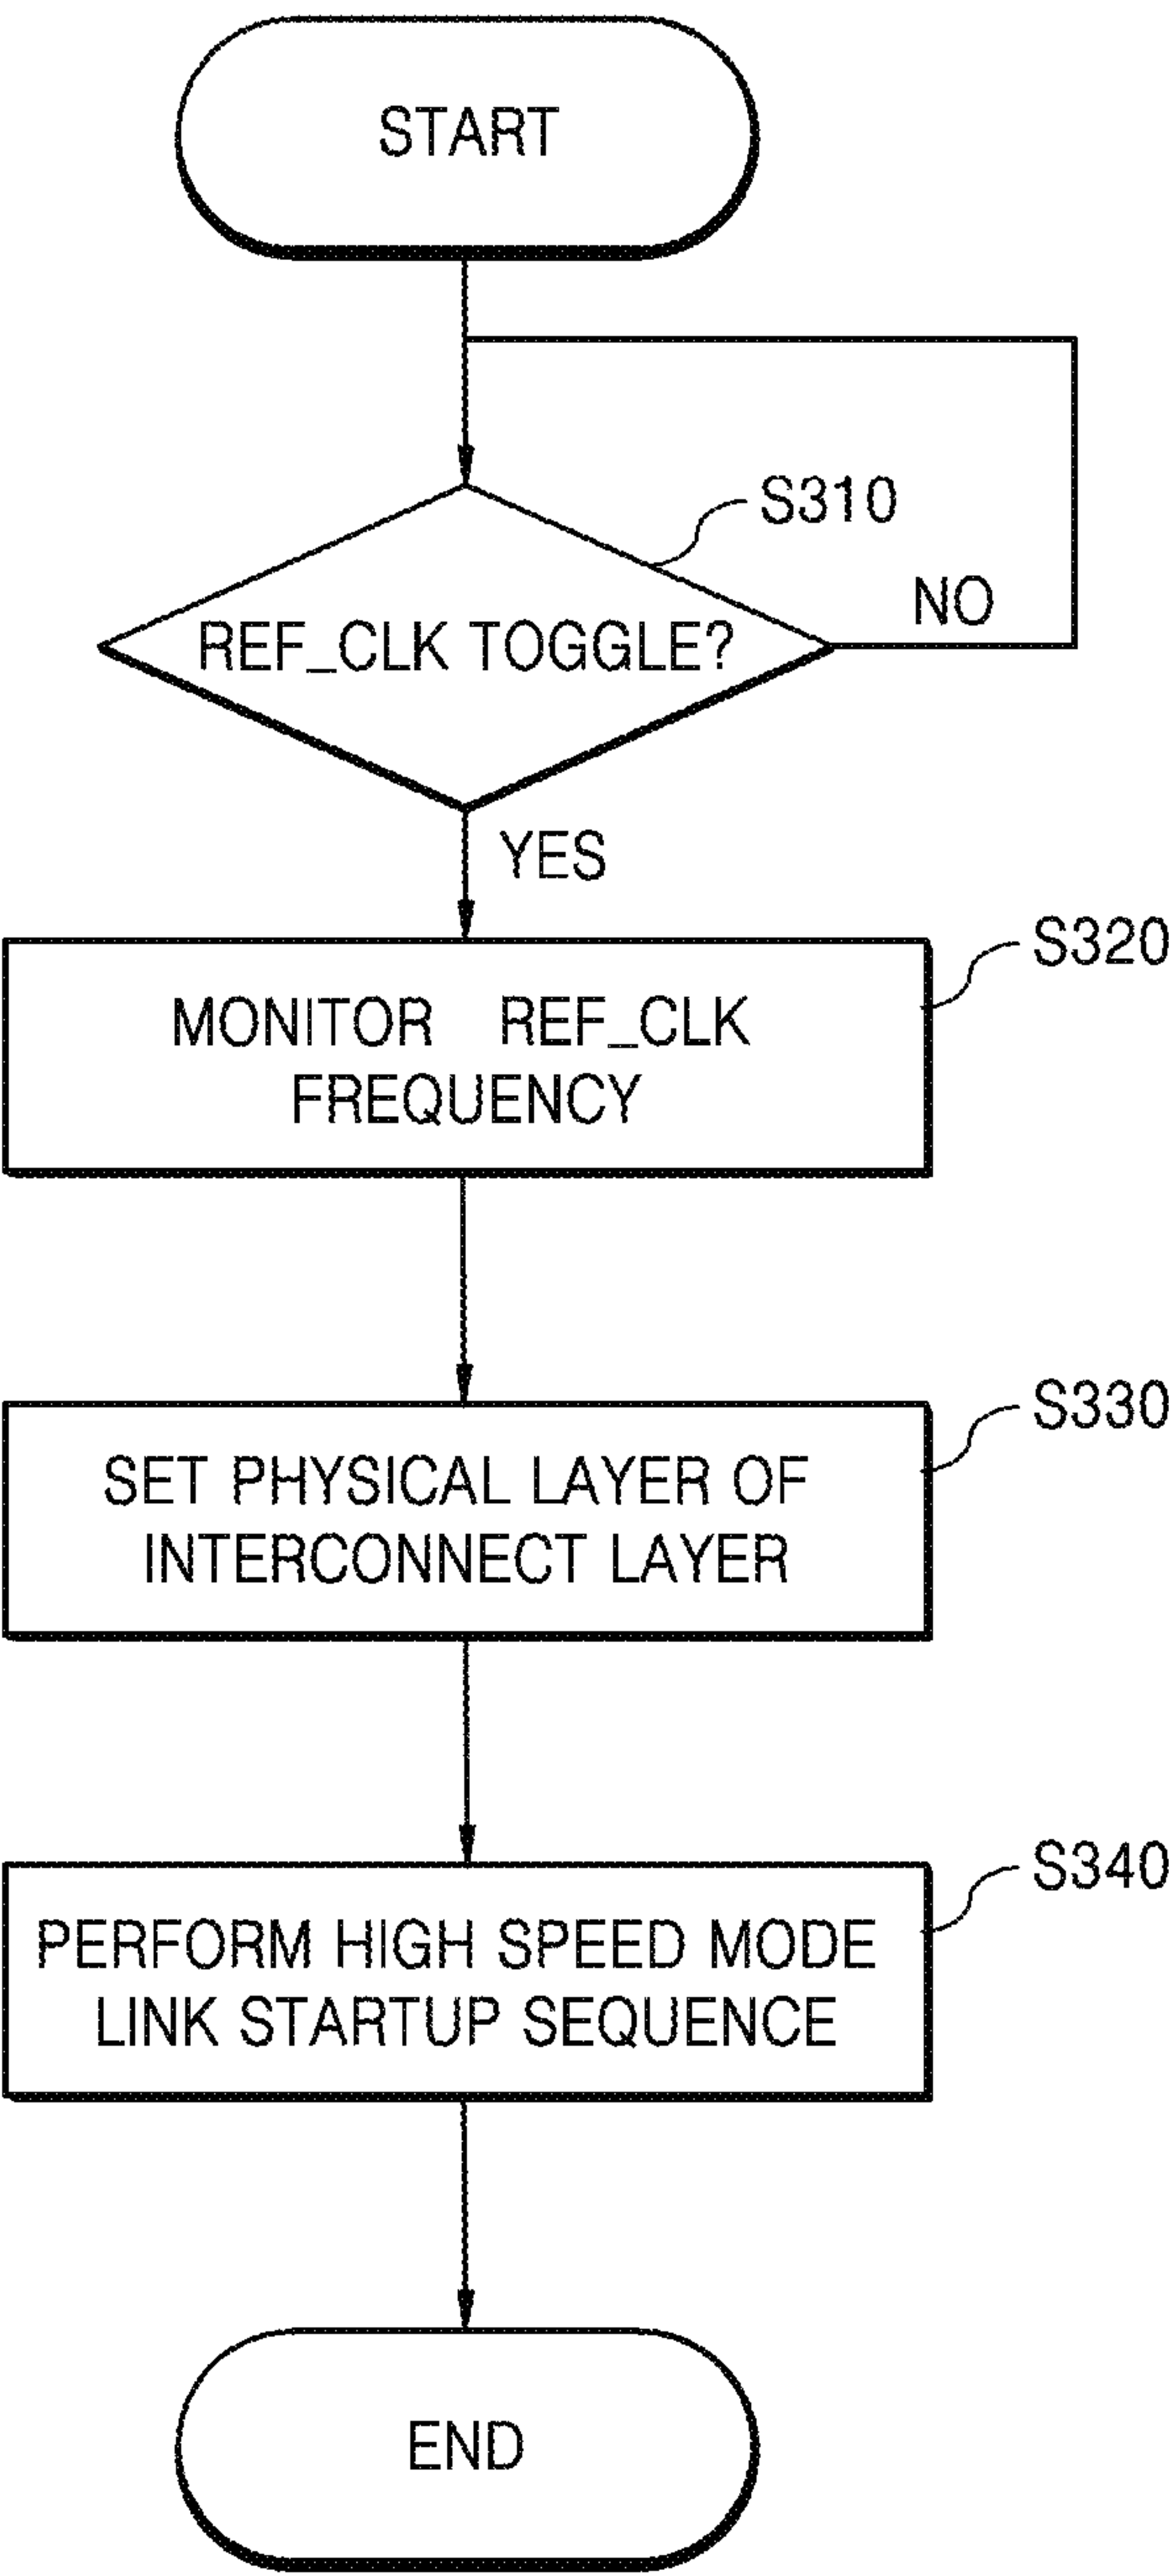 START
S310
NO
REF_CLK TOGGLE?
YES
S320
MONITOR REF_CLK
FREQUENCY
S330
SET PHYSICAL LAYER OF
INTERCONNECT LAYER
S340
PERFORM HIGH SPEED MODE
LINK STARTUP SEQUENCE
END